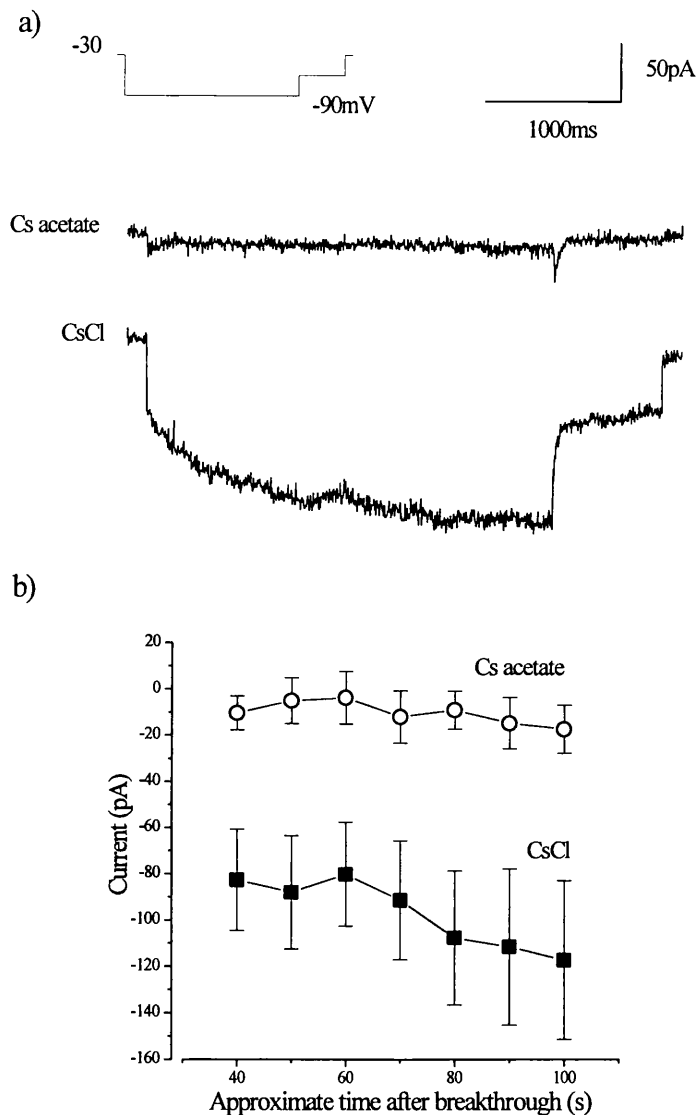 a)
-30
-90mV
50pA
1000ms
Cs acetate
CsCl
b)
20
0
-20
-40
-60
-80
-100
-120
-140
-160
Current (pA)
Cs acetate
CsCl
40
60
80
100
Approximate time after breakthrough (s)